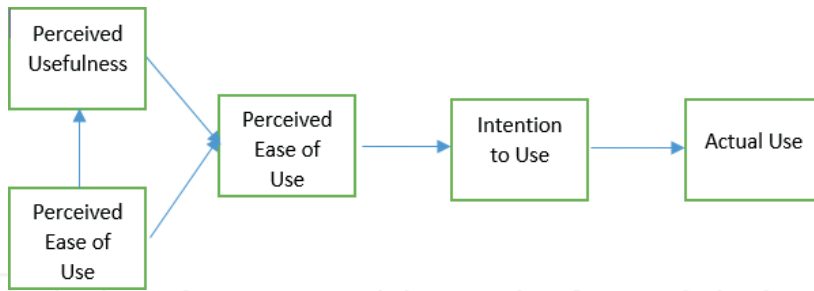 Perceived
Usefulness
Perceived
Ease of
Use
Perceived
Ease of
Use
Intention
to Use
Actual Use